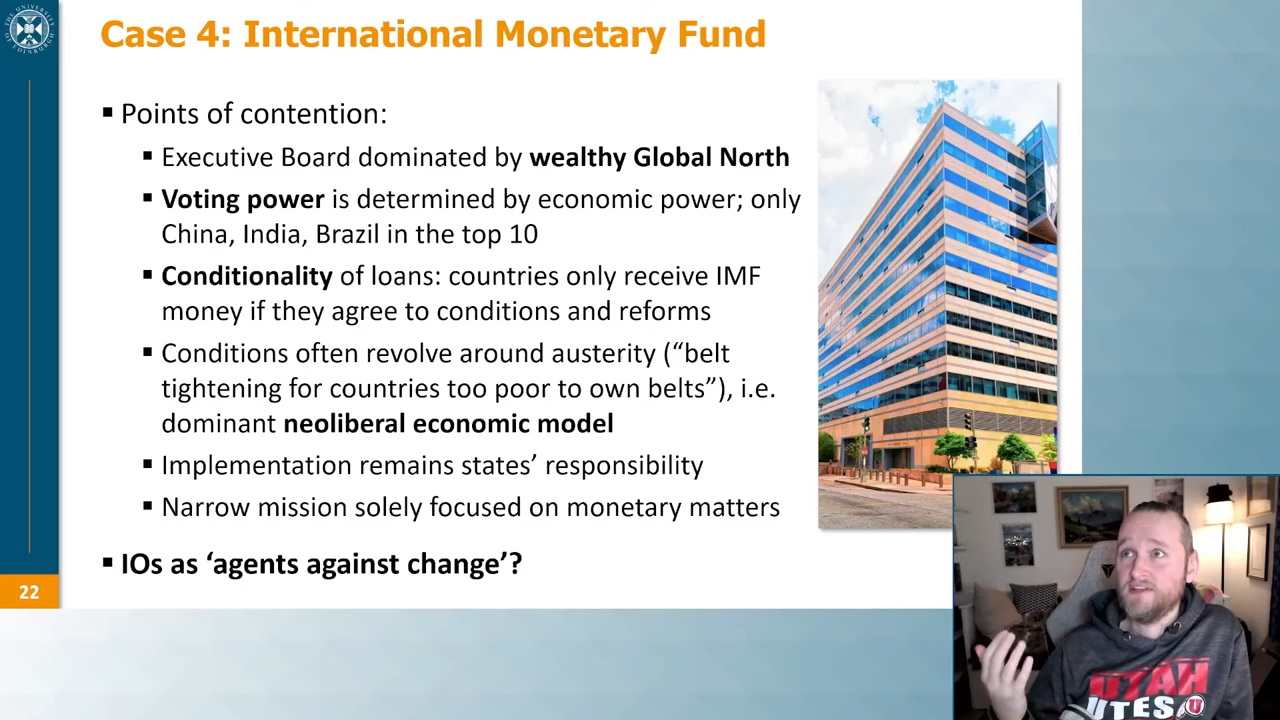 Case 4: International Monetary Fund
▪ Points of contention:
▪ Executive Board dominated by wealthy Global North
▪ Voting power is determined by economic power; only
China, India, Brazil in the top 10
▪ Conditionality of loans: countries only receive IMF
money if they agree to conditions and reforms
▪ Conditions often revolve around austerity (“belt
tightening for countries too poor to own belts”), i.e.
dominant neoliberal economic model
▪ Implementation remains states’ responsibility
▪ Narrow mission solely focused on monetary matters
▪ IOs as ‘agents against change’?
22
UTAH
UTES U